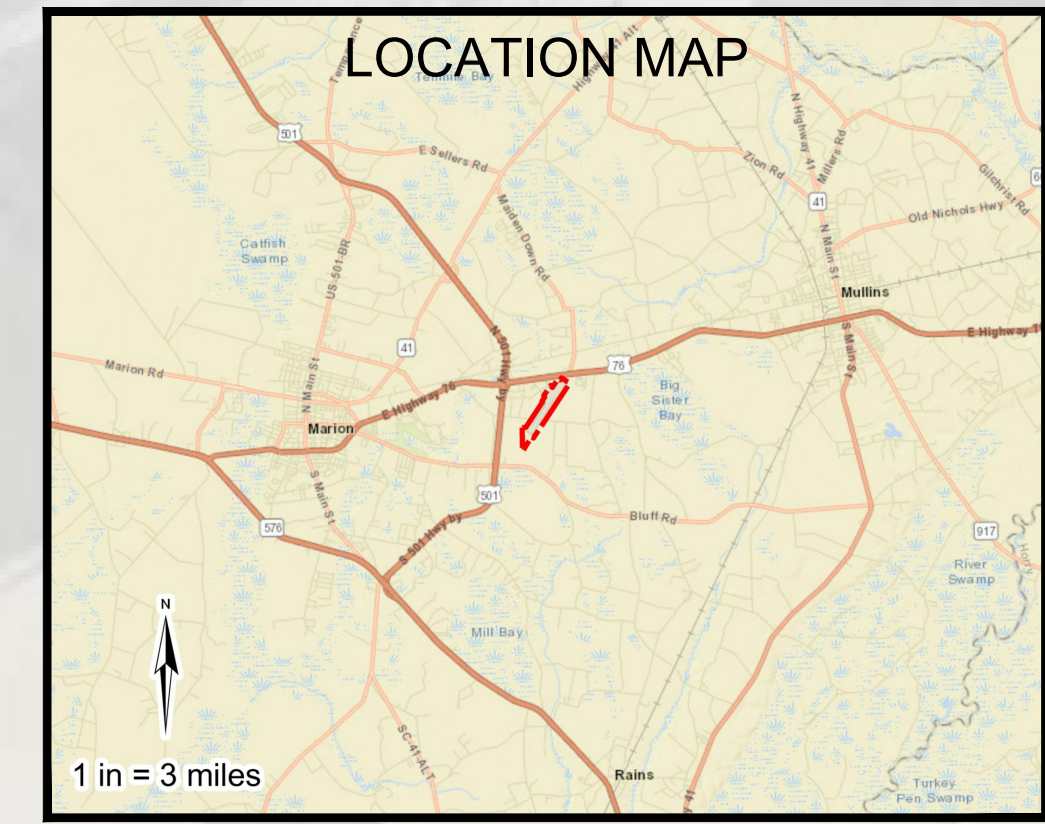 LOCATION MAP
Temperance
Highway 41 Alt
501
E Sellers Rd
Maiden Down Rd
Zion Rd
N Highway 41
Millers Rd
Gilchrist Rd
41
Old Nichols Hwy
N Main St
Catfish
Swamp
US-501-BR
Mullins
E Highway
S Main St
N 501 Hwy by
41
76
Marion Rd
N Main St
E Highway 76
Big
Sister
Bay
Marion
S Main St
501
Bluff Rd
576
S 501 Hwy by
917
River
Swamp
Horry
Mill Bay
N
SC-41-ALT
1 in = 3 miles
Rains
Turkey
Pen Swamp
41